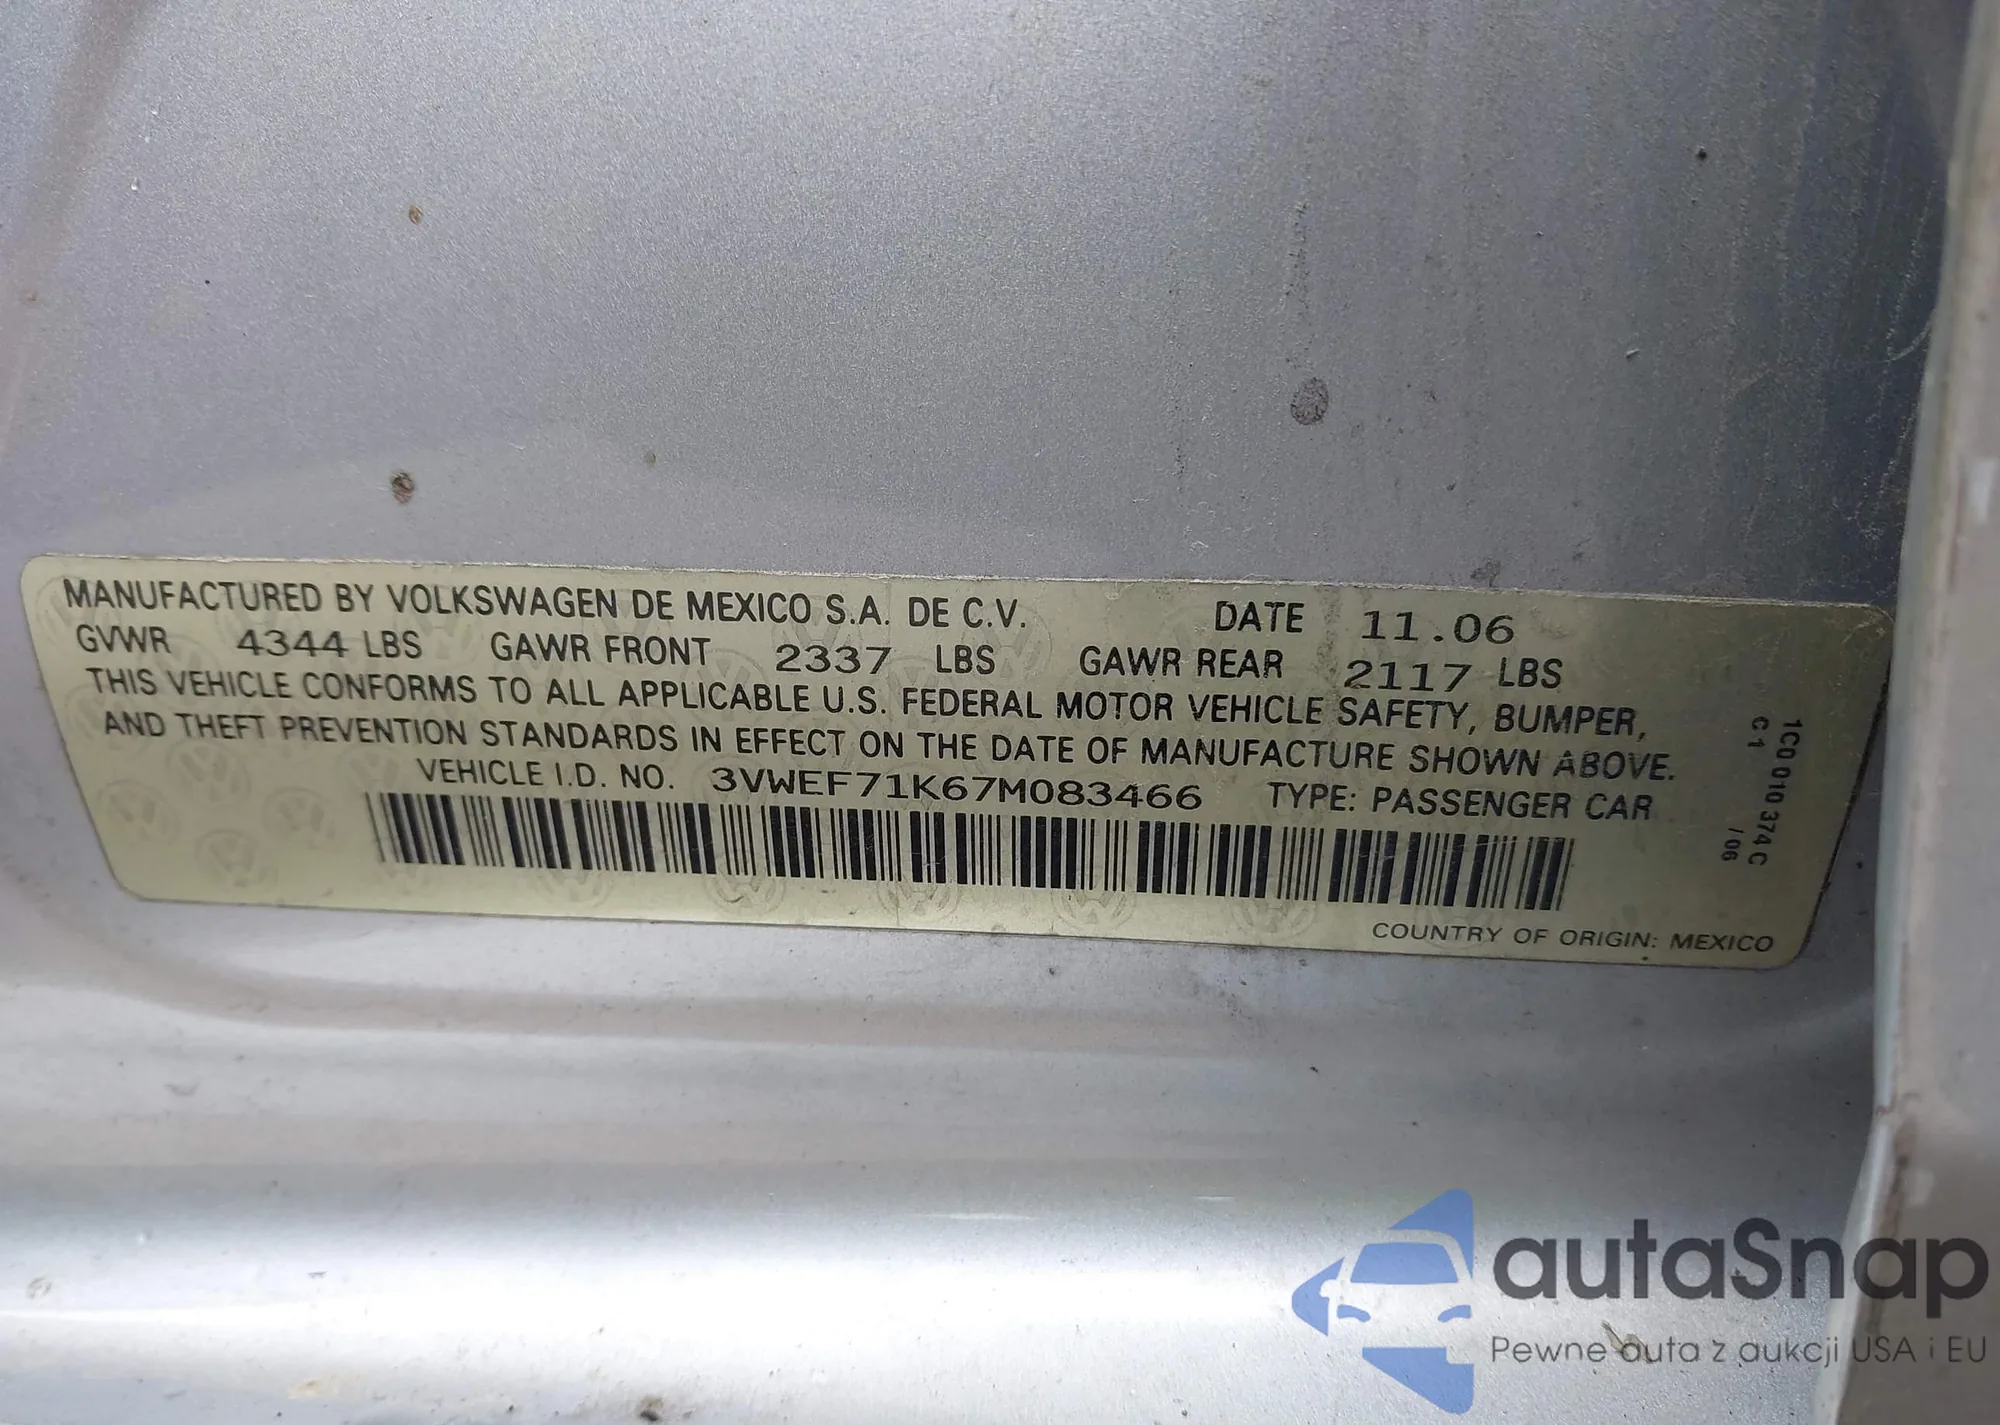 MANUFACTURED BY VOLKSWAGEN DE MEXICO S.A. DE C.V. DATE 11.06
GVWR 4344 LBS GAWR FRONT 2337 LBS GAWR REAR 2117 LBS
THIS VEHICLE CONFORMS TO ALL APPLICABLE U.S. FEDERAL MOTOR VEHICLE SAFETY, BUMPER,
AND THEFT PREVENTION STANDARDS IN EFFECT ON THE DATE OF MANUFACTURE SHOWN ABOVE.
VEHICLE I.D. NO. 3VWEF71K67M083466 TYPE: PASSENGER CAR
1C0 010 374 C
C 1 / 06
COUNTRY OF ORIGIN: MEXICO
autaSnap
Pewne auta z aukcji USA i EU